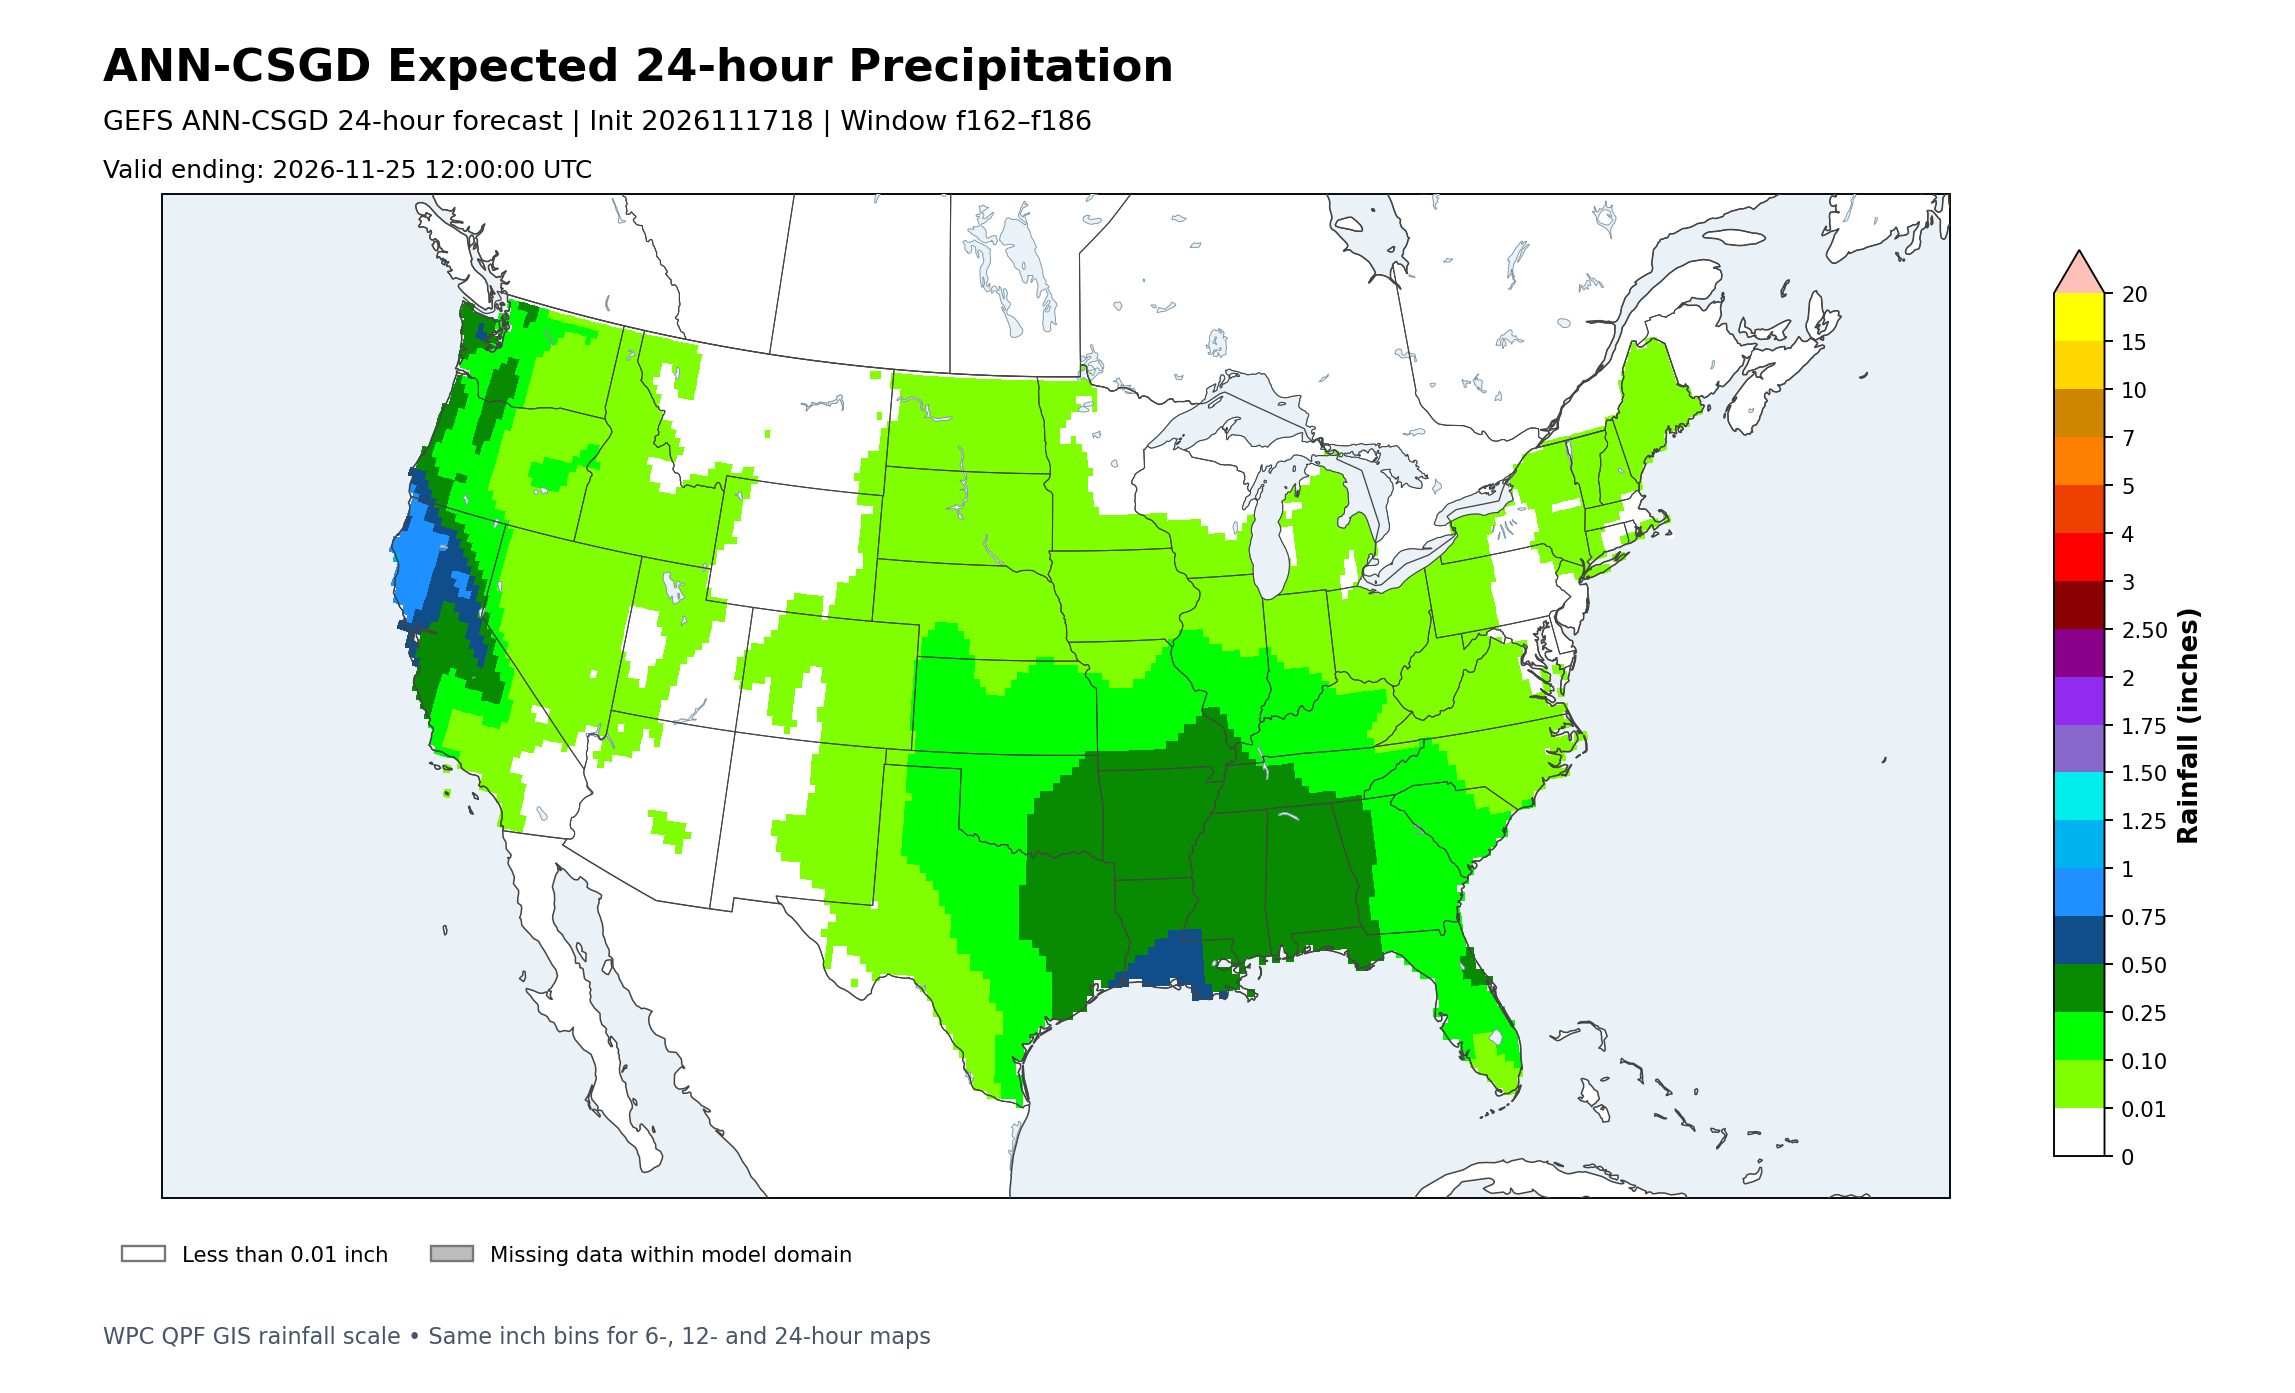 ANN-CSGD Expected 24-hour Precipitation
GEFS ANN-CSGD 24-hour forecast | Init 2026111718 | Window f162–f186
Valid ending: 2026-11-25 12:00:00 UTC
20
15
10
7
5
4
3
2.50
2
1.75
1.50
1.25
1
0.75
0.50
0.25
0.10
0.01
0
Rainfall (inches)
Less than 0.01 inch
Missing data within model domain
WPC QPF GIS rainfall scale • Same inch bins for 6-, 12- and 24-hour maps